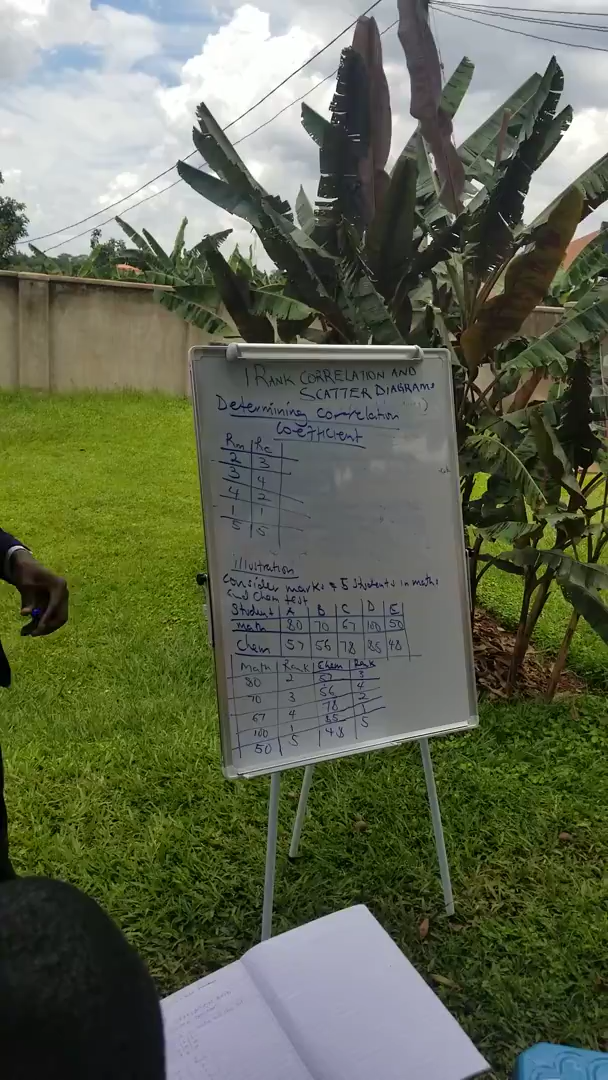 1 RANK CORRELATION AND
SCATTER DIAGRAMS
Determining correlation
coefficient
Rm Rc
2 3
3 4
4 2
1 1
5 5
illustration
Consider marks of 5 students in maths
and Chem test
Student A B C D E
math 80 70 67 100 50
Chem 57 56 78 85 48
Math Rank Chem Rank
80 2 57 3
70 3 56 4
67 4 78 2
100 1 85 1
50 5 48 5